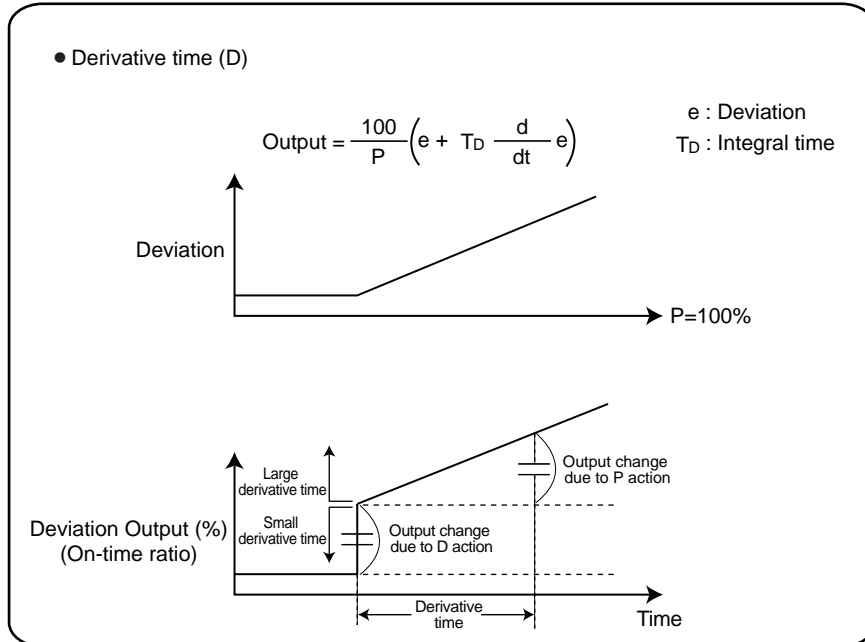 ● Derivative time (D)
Output = 100/P (e + TD d/dt e)
e : Deviation
TD : Integral time
Deviation
P=100%
Large
derivative time
Small
derivative time
Deviation Output (%)
(On-time ratio)
Output change
due to D action
Output change
due to P action
Derivative
time
Time